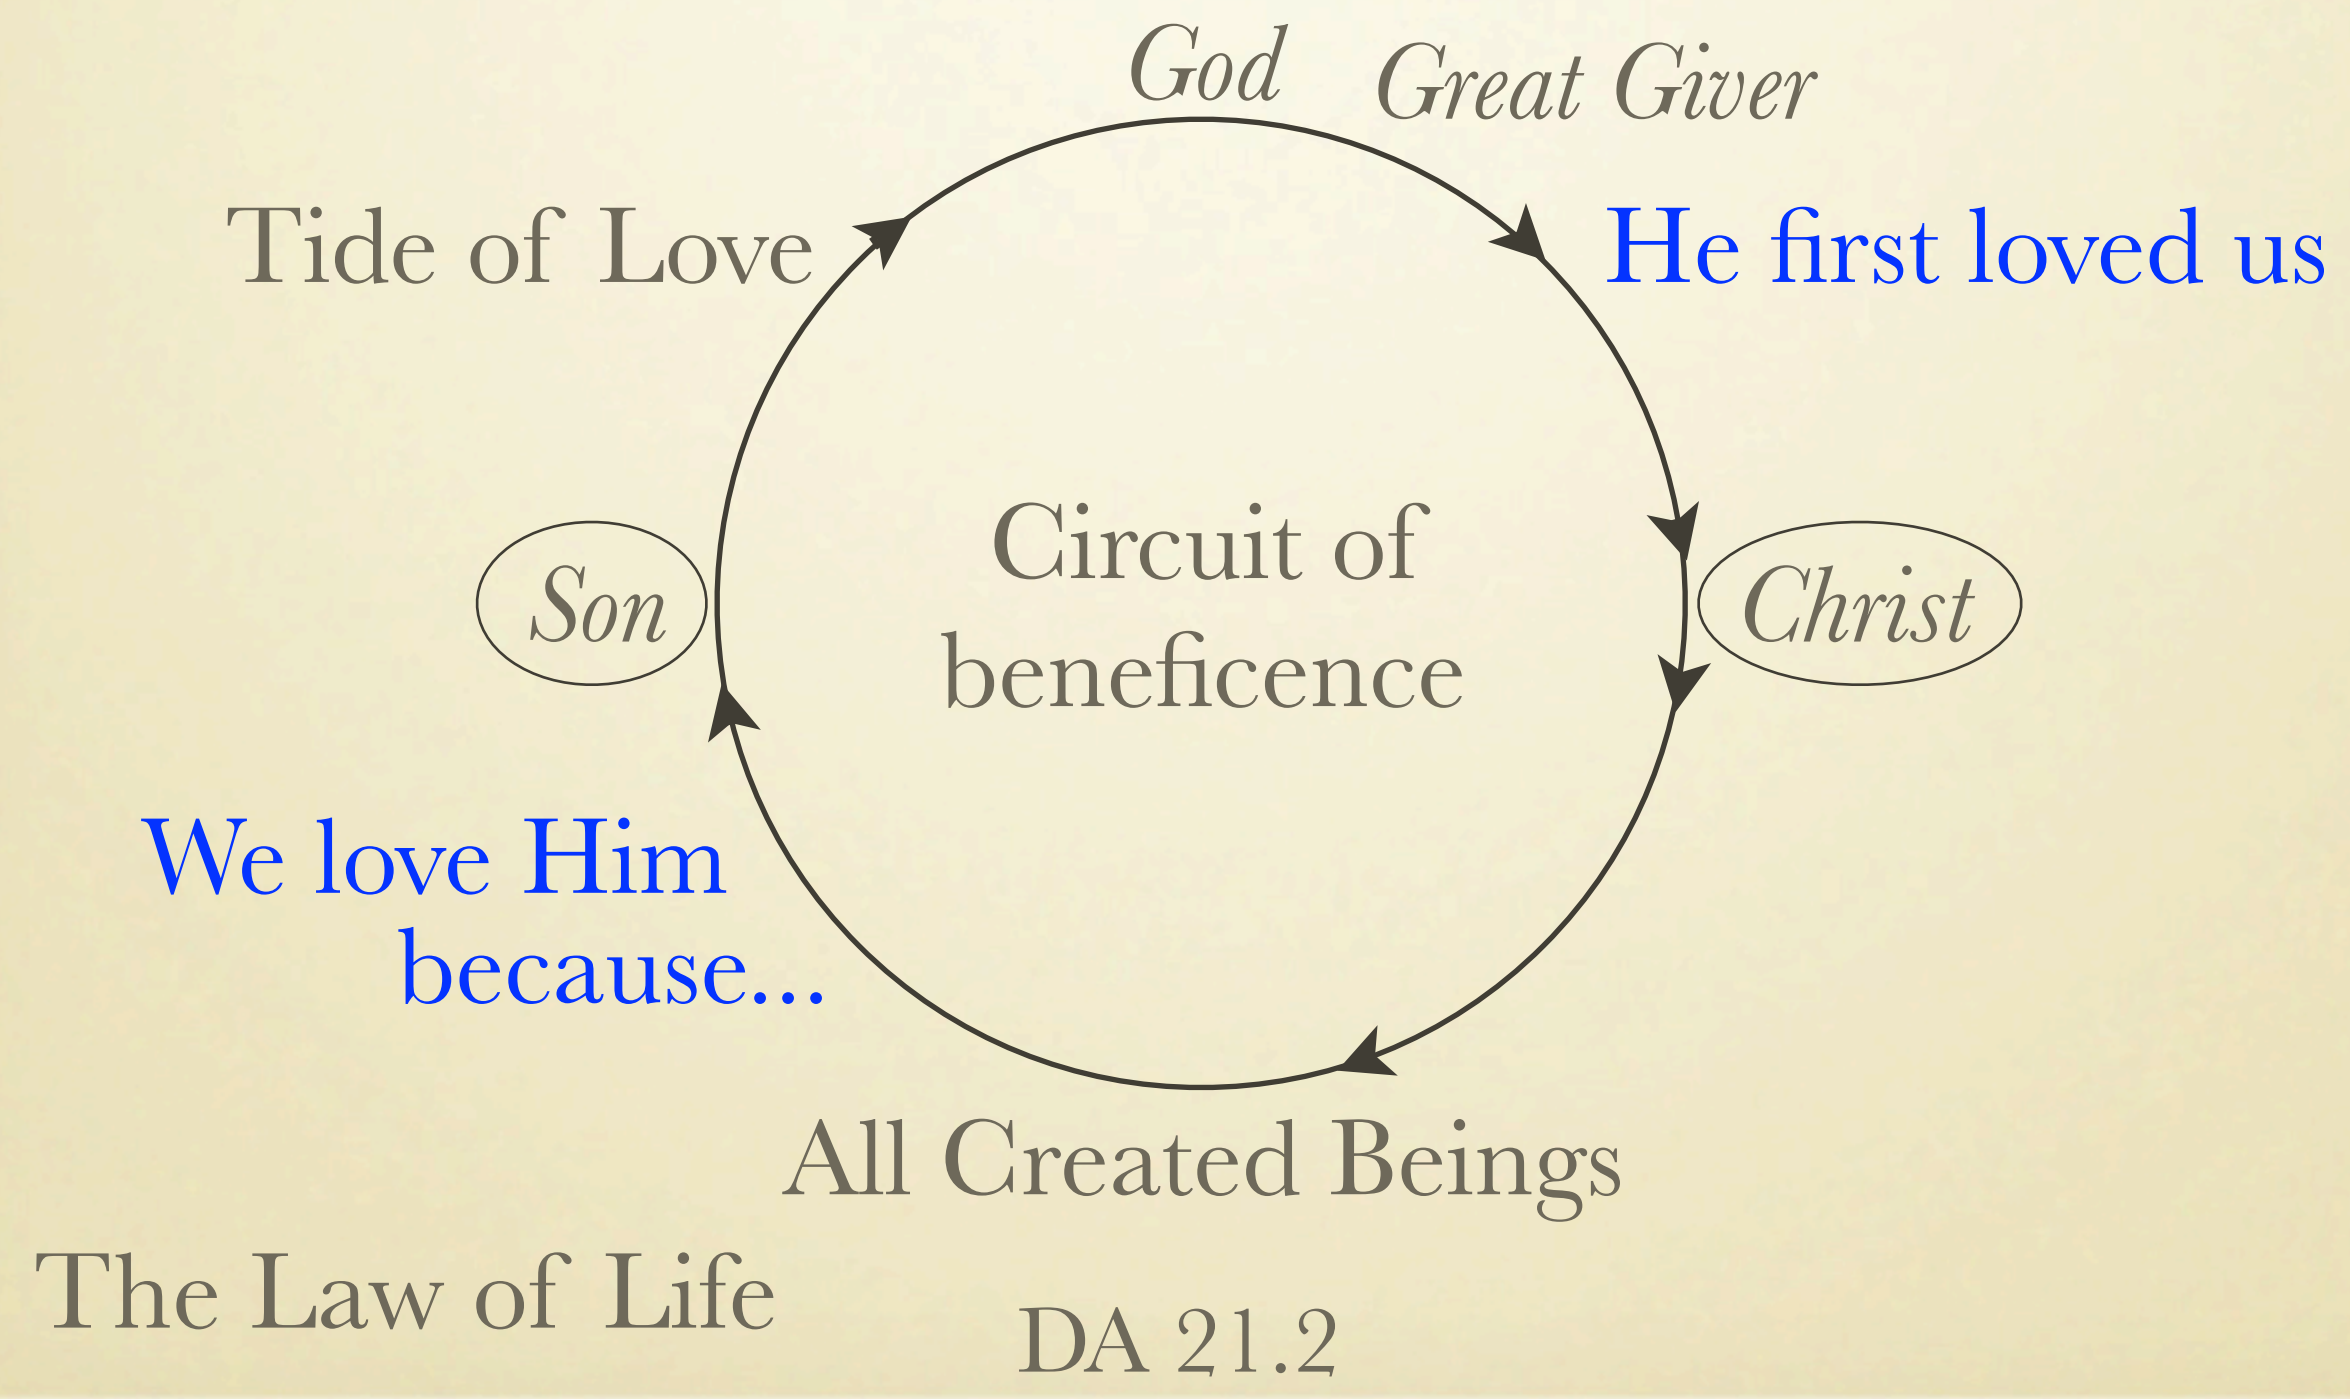 God
Great Giver
Tide of Love
He first loved us
Circuit of
beneficence
Son
Christ
We love Him
because...
All Created Beings
The Law of Life
DA 21.2